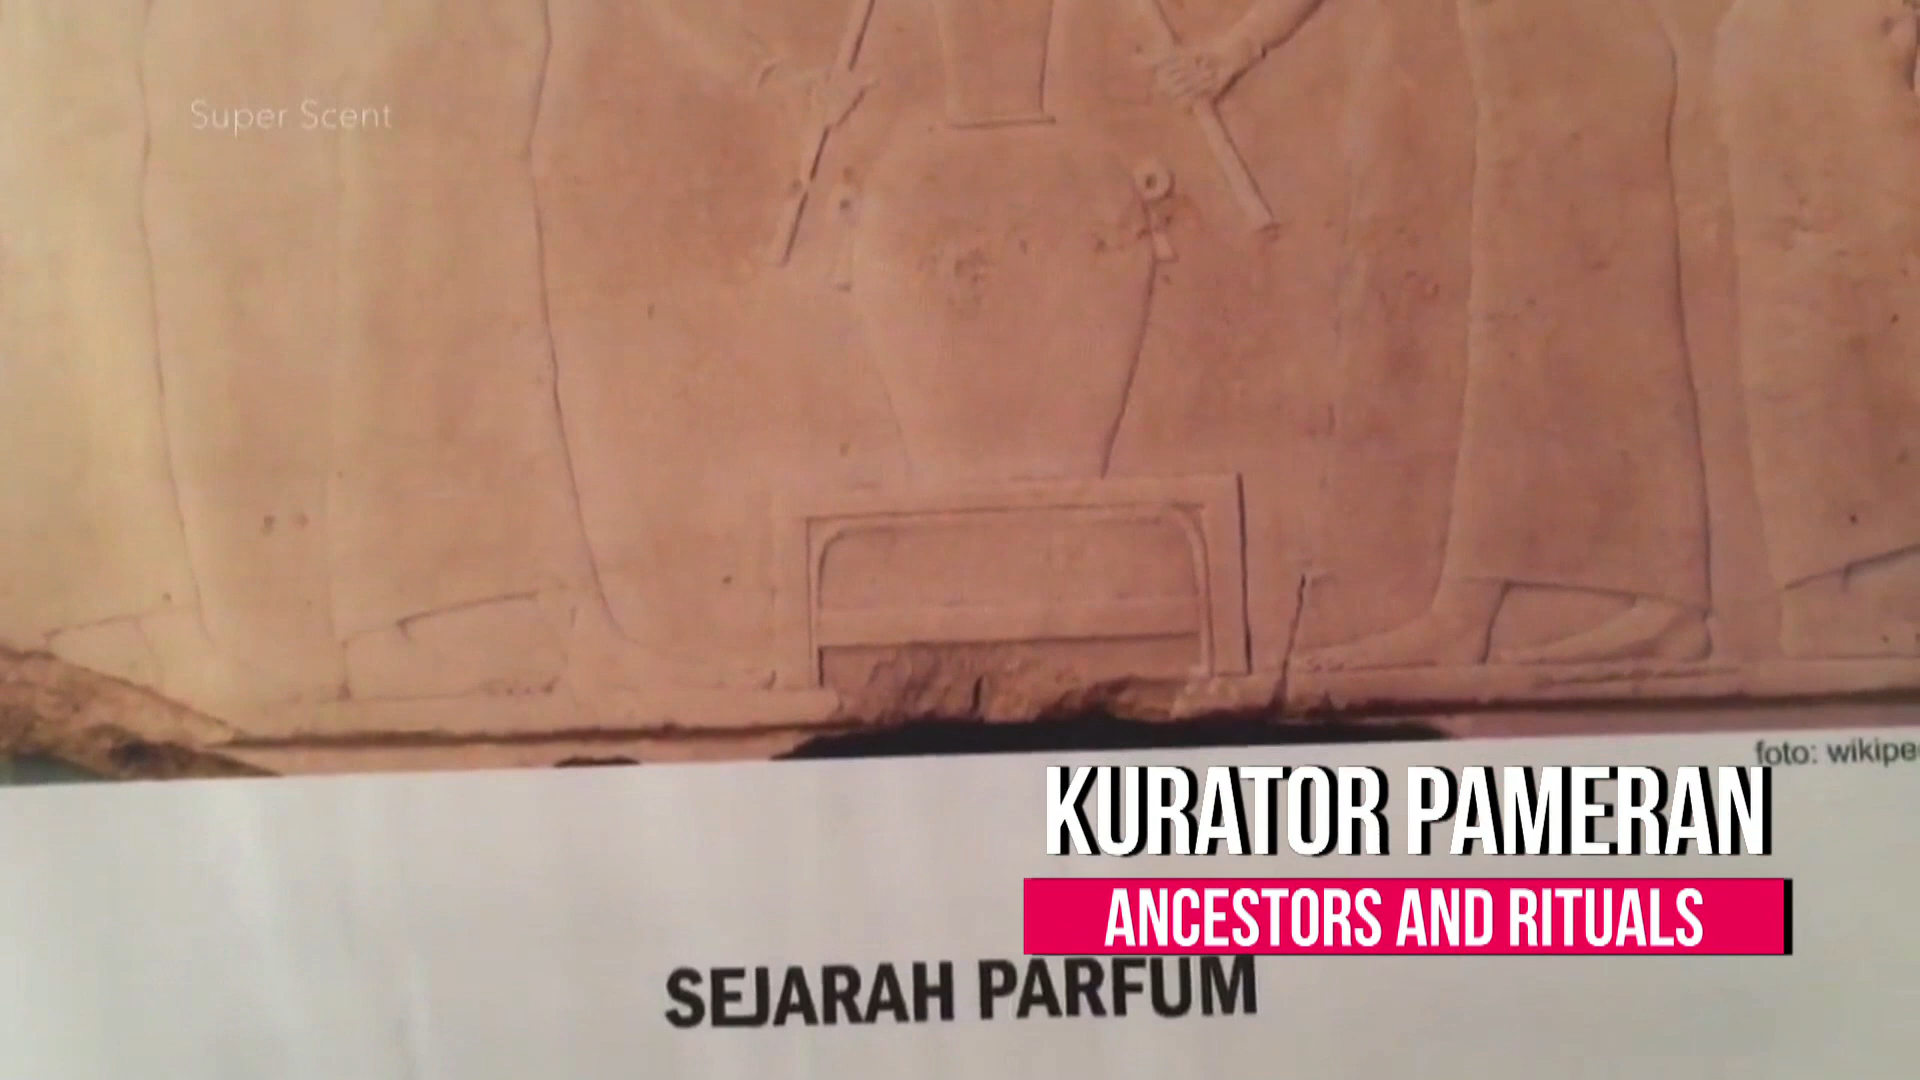 Super Scent
foto: wikipe
KURATOR PAMERAN
ANCESTORS AND RITUALS
SEJARAH PARFUM